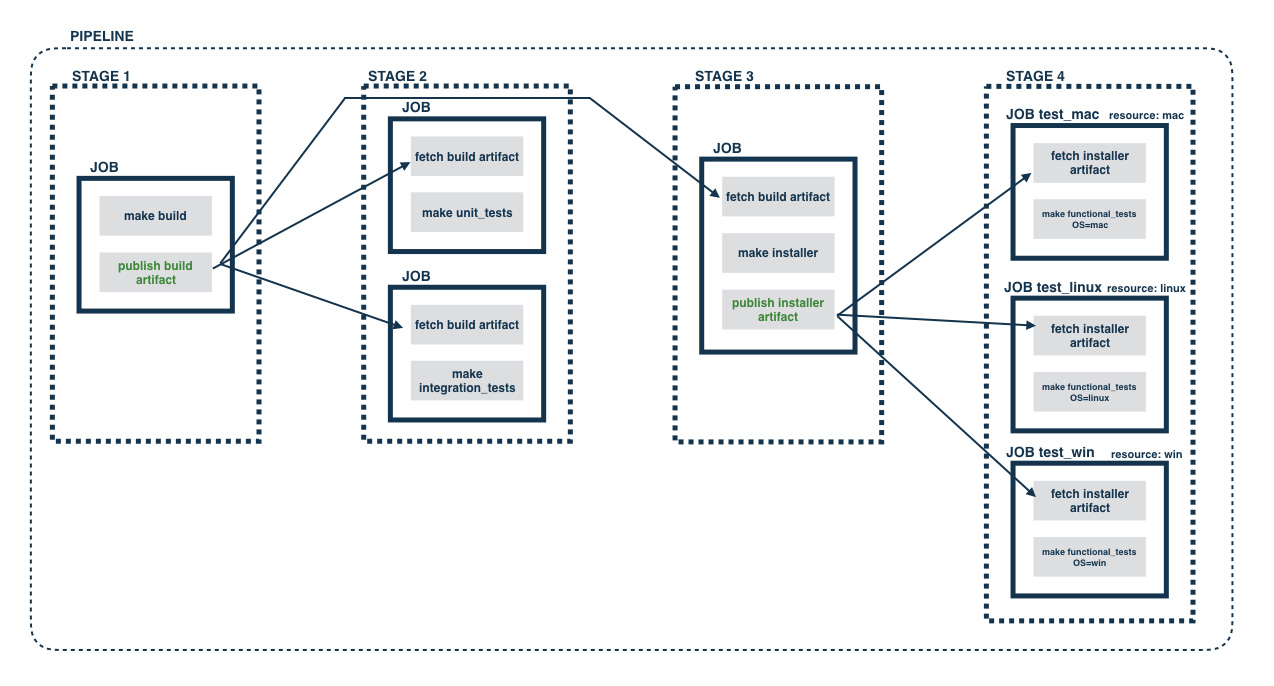 PIPELINE
STAGE 1
JOB
make build
publish build
artifact
STAGE 2
JOB
fetch build artifact
make unit_tests
JOB
fetch build artifact
make
integration_tests
STAGE 3
JOB
fetch build artifact
make installer
publish installer
artifact
STAGE 4
JOB test_mac resource: mac
fetch installer
artifact
make functional_tests
OS=mac
JOB test_linux resource: linux
fetch installer
artifact
make functional_tests
OS=linux
JOB test_win resource: win
fetch installer
artifact
make functional_tests
OS=win